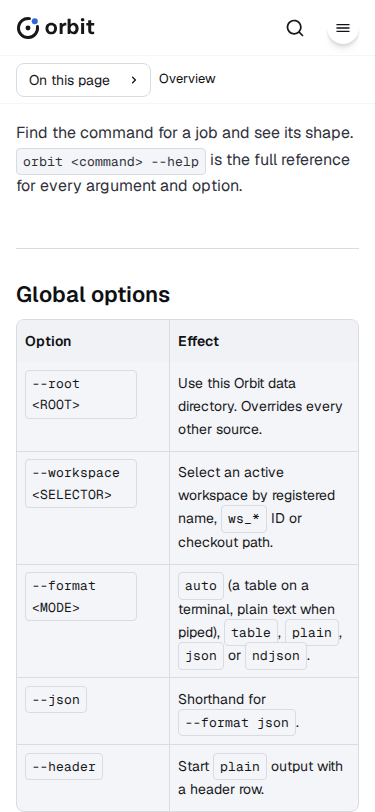 orbit
On this page
Overview
Find the command for a job and see its shape.
orbit <command> --help is the full reference
for every argument and option.
Global options
Option Effect
--root
<ROOT>
Use this Orbit data
directory. Overrides every
other source.
--workspace
<SELECTOR>
Select an active
workspace by registered
name, ws_* ID or
checkout path.
--format
<MODE>
auto (a table on a
terminal, plain text when
piped), table, plain,
json or ndjson.
--json
Shorthand for
--format json.
--header
Start plain output with
a header row.